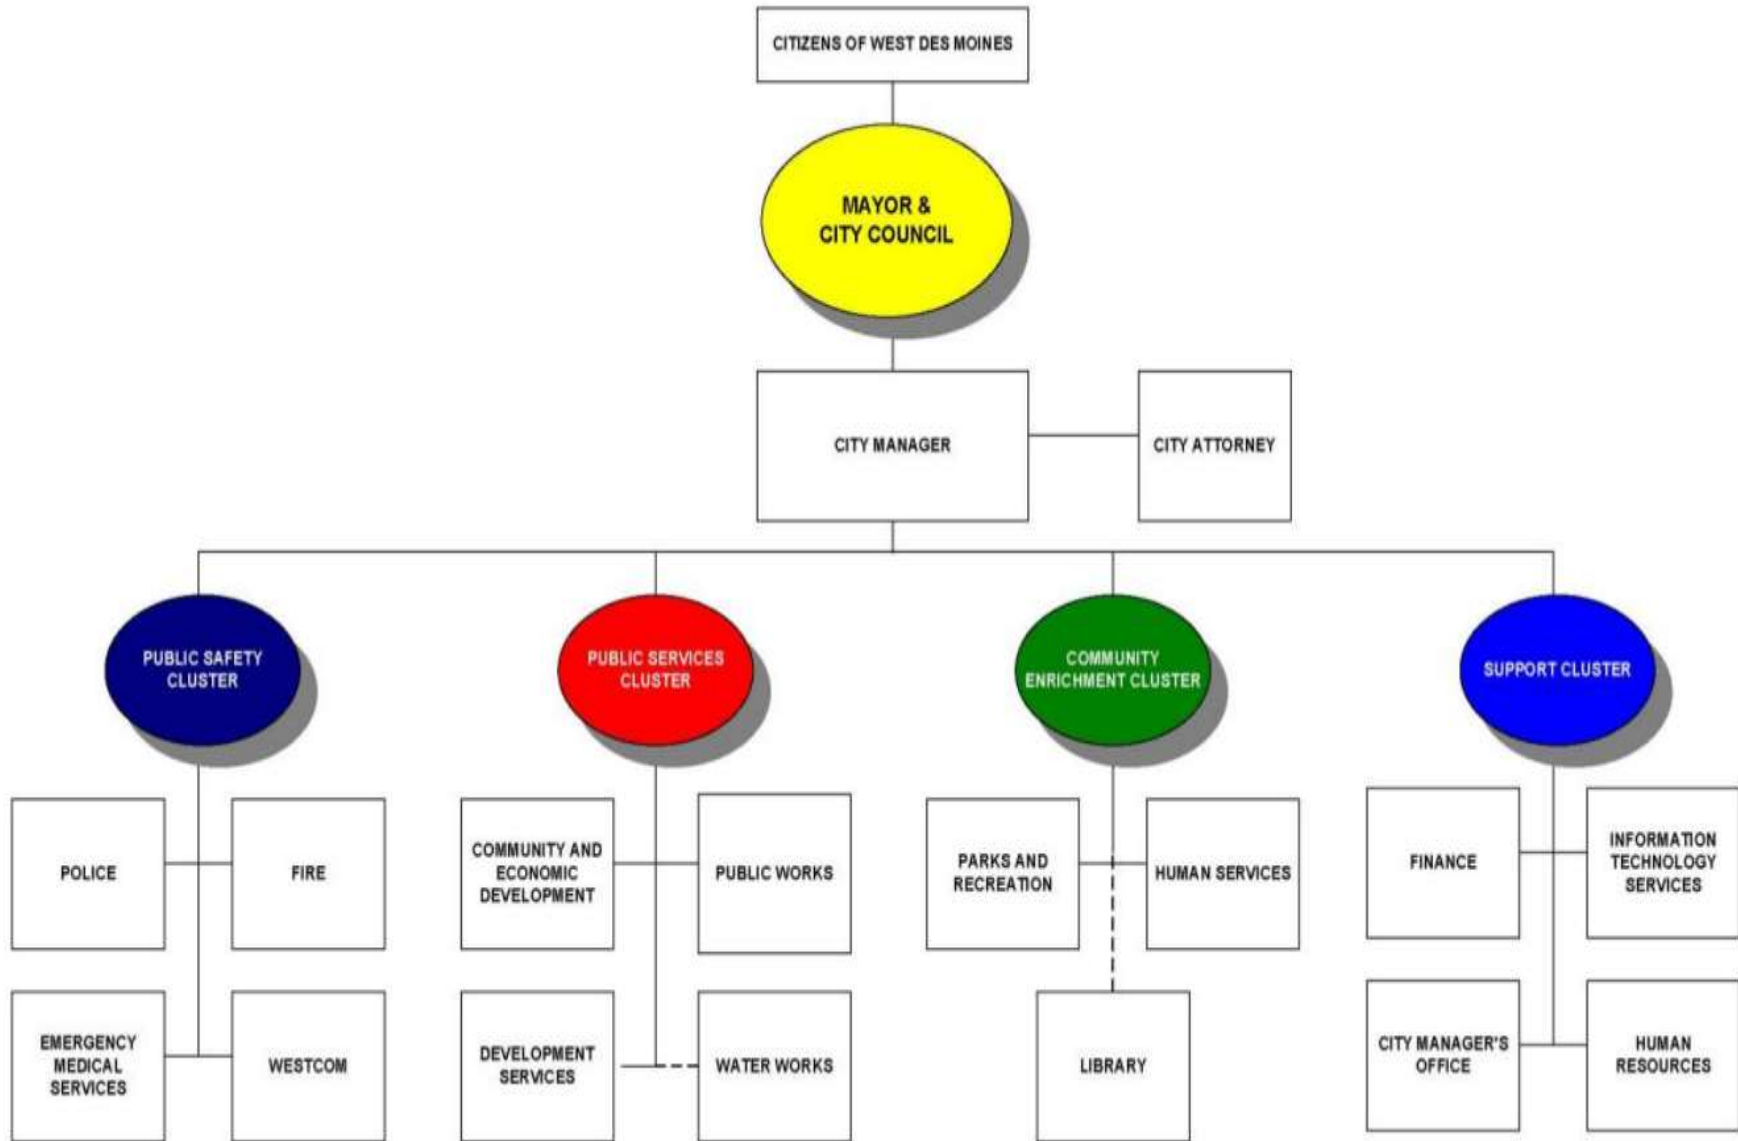 CITIZENS OF WEST DES MOINES
MAYOR &
CITY COUNCIL
CITY MANAGER
CITY ATTORNEY
PUBLIC SAFETY
CLUSTER
PUBLIC SERVICES
CLUSTER
COMMUNITY
ENRICHMENT CLUSTER
SUPPORT CLUSTER
POLICE
FIRE
COMMUNITY AND
ECONOMIC
DEVELOPMENT
PUBLIC WORKS
PARKS AND
RECREATION
HUMAN SERVICES
FINANCE
INFORMATION
TECHNOLOGY
SERVICES
EMERGENCY
MEDICAL
SERVICES
WESTCOM
DEVELOPMENT
SERVICES
WATER WORKS
LIBRARY
CITY MANAGER'S
OFFICE
HUMAN
RESOURCES